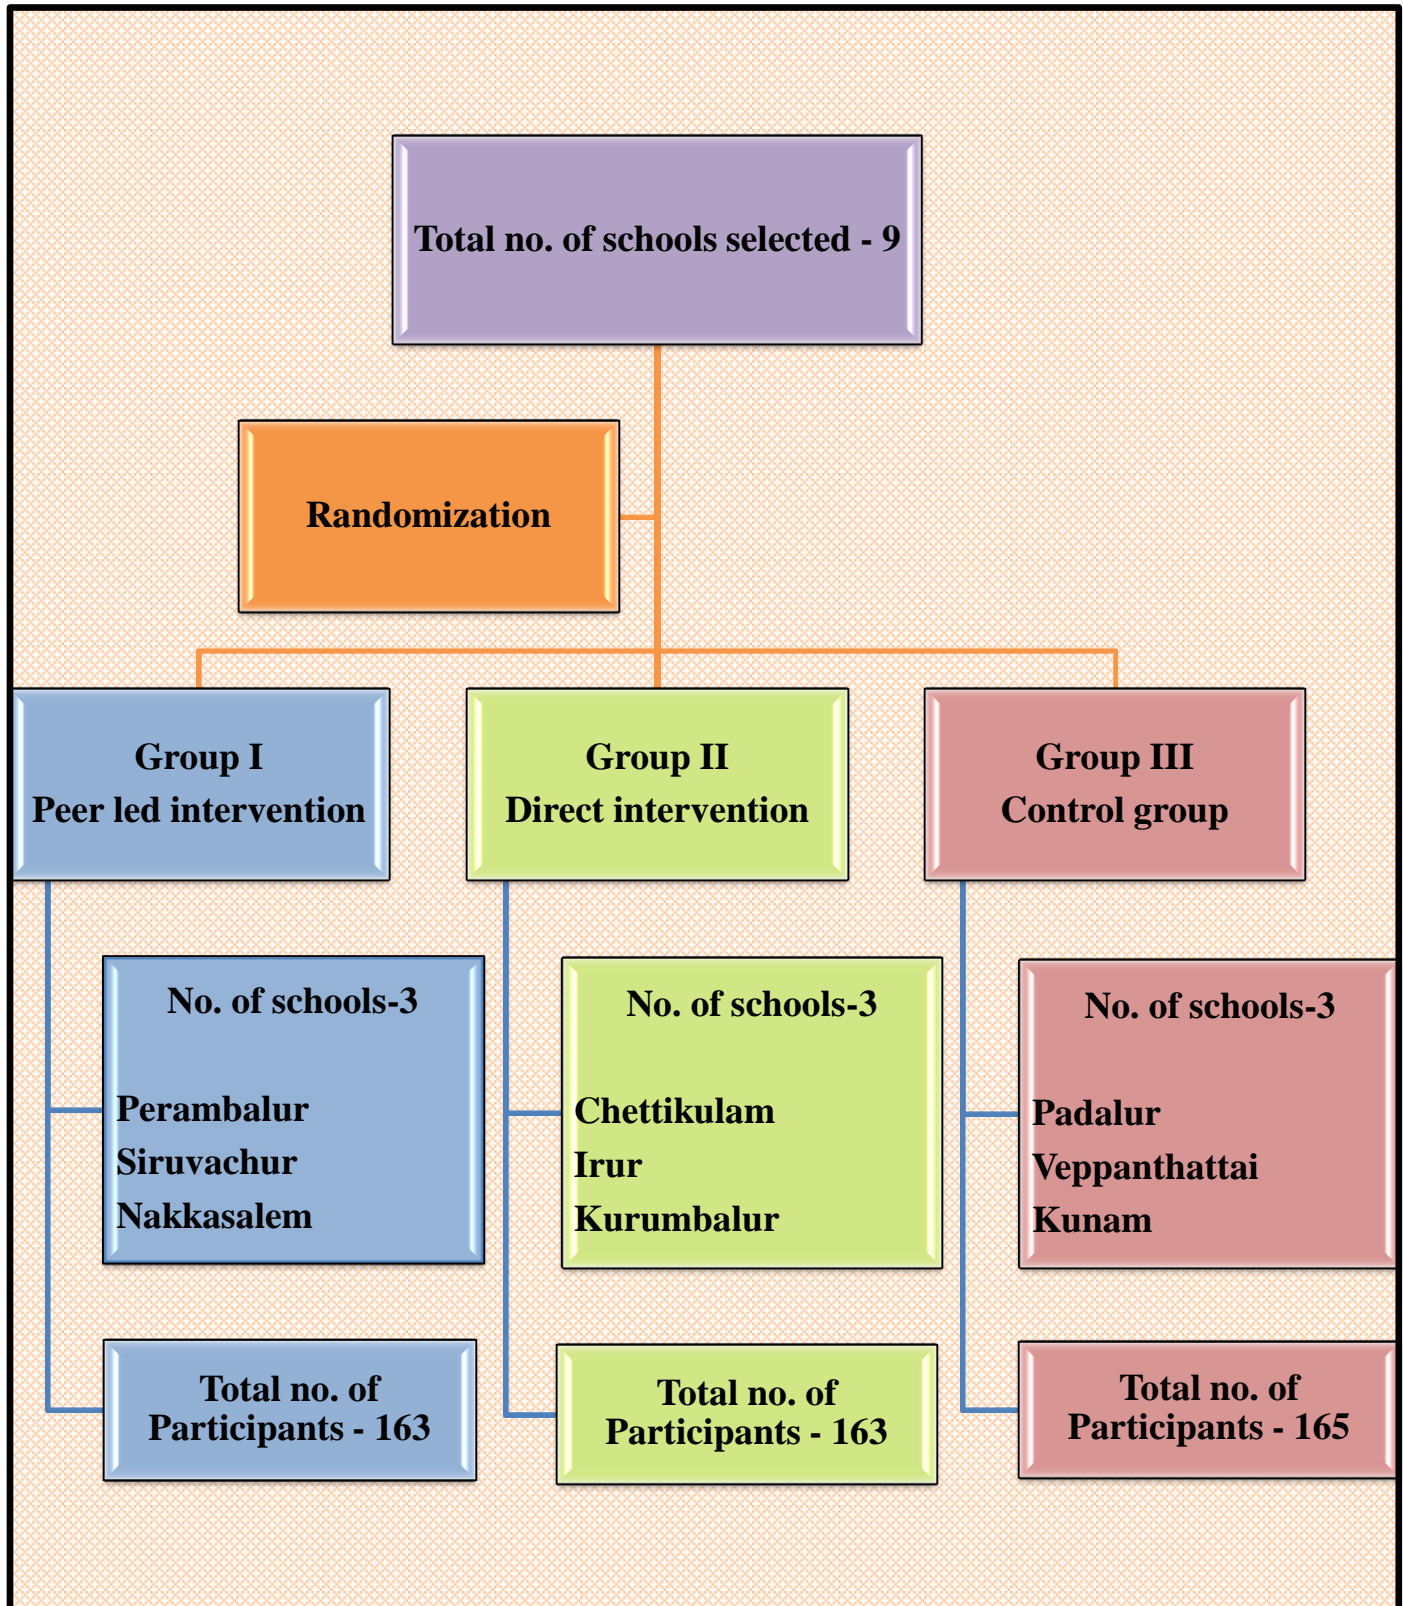 Total no. of schools selected - 9
Randomization
Group I
Peer led intervention
Group II
Direct intervention
Group III
Control group
No. of schools-3
Perambalur
Siruvachur
Nakkasalem
No. of schools-3
Chettikulam
Irur
Kurumbalur
No. of schools-3
Padalur
Veppanthattai
Kunam
Total no. of
Participants - 163
Total no. of
Participants - 163
Total no. of
Participants - 165